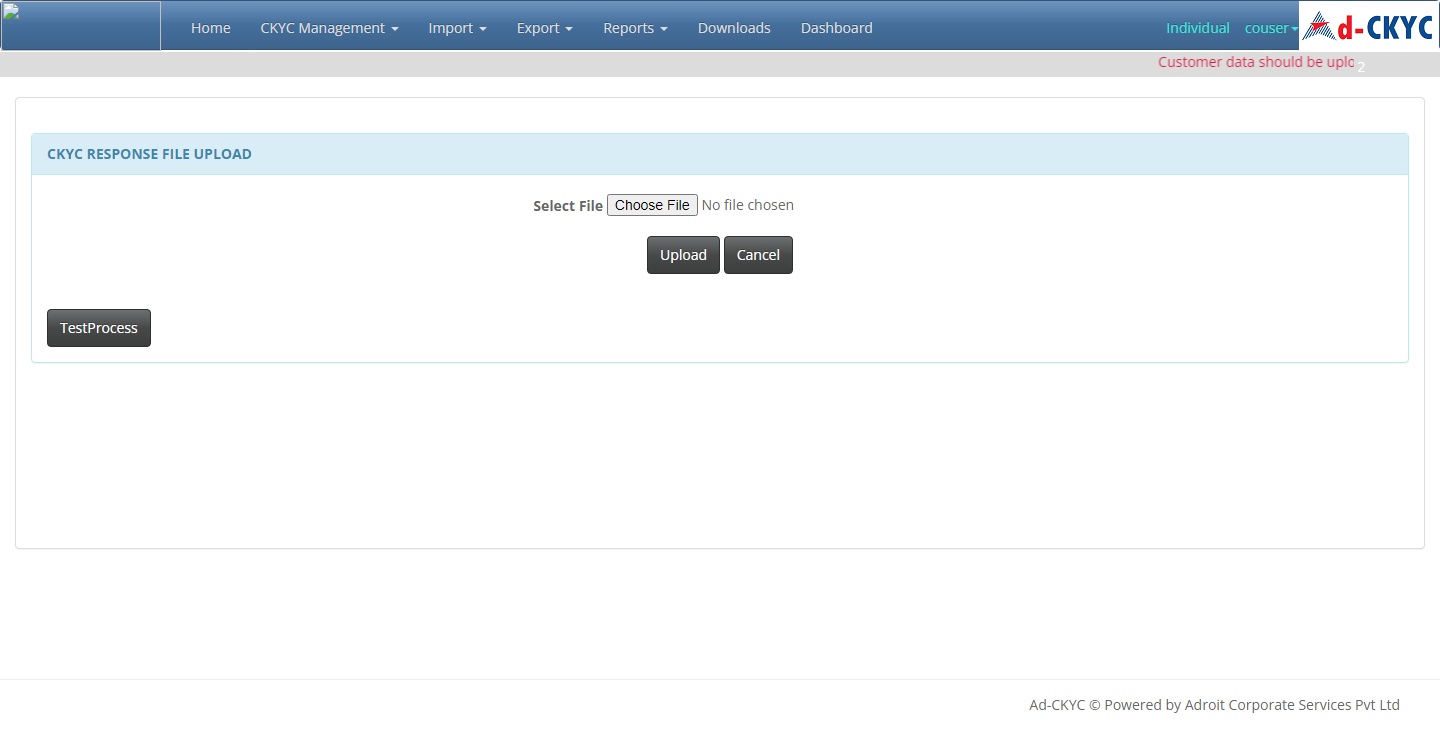 Home CKYC Management Import Export Reports Downloads Dashboard Individual couser d-CKYC
Customer data should be uplo 2
CKYC RESPONSE FILE UPLOAD
Select File Choose File No file chosen
Upload Cancel
TestProcess
Ad-CKYC © Powered by Adroit Corporate Services Pvt Ltd